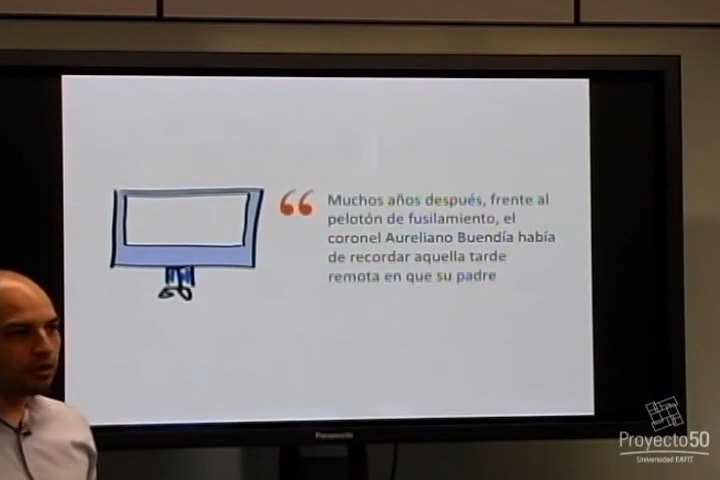 “ Muchos años después, frente al
pelotón de fusilamiento, el
coronel Aureliano Buendía había
de recordar aquella tarde
remota en que su padre
Panasonic
Proyecto50
Universidad EAFIT